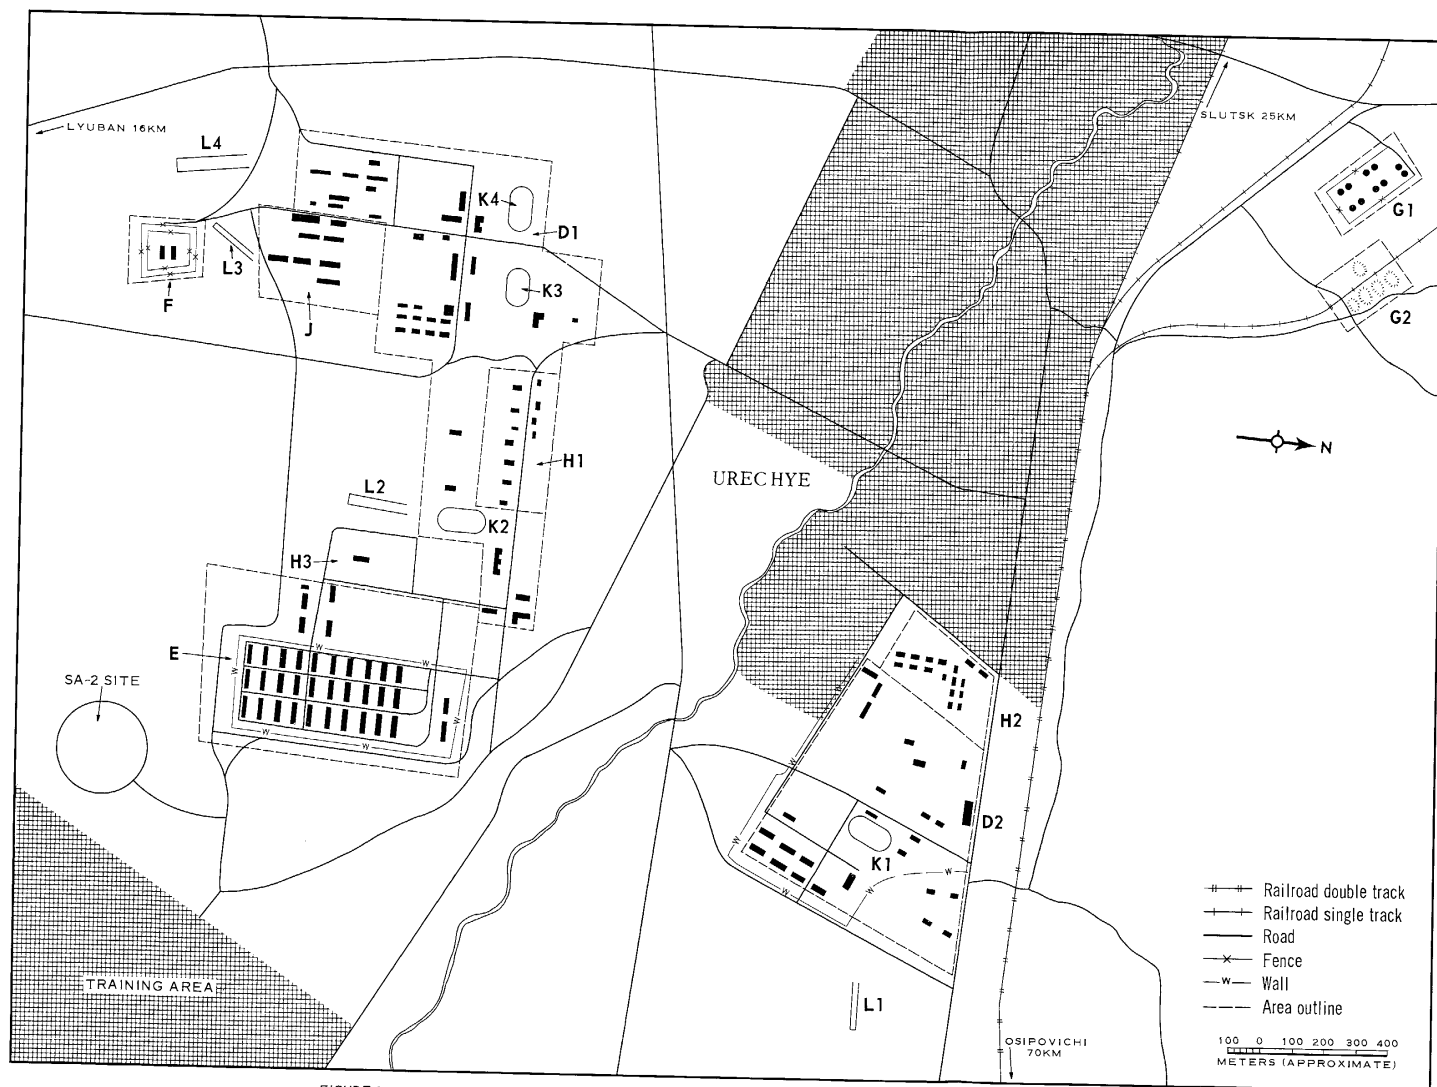 LYUBAN 16KM
SLUTSK 25KM
L4
K4
D1
G1
L3
F
K3
J
G2
N
H1
URECHYE
L2
K2
H3
E
SA-2 SITE
H2
D2
K1
TRAINING AREA
L1
OSIPOVICHI
70KM
Railroad double track
Railroad single track
Road
Fence
Wall
Area outline
100 0 100 200 300 400
METERS (APPROXIMATE)